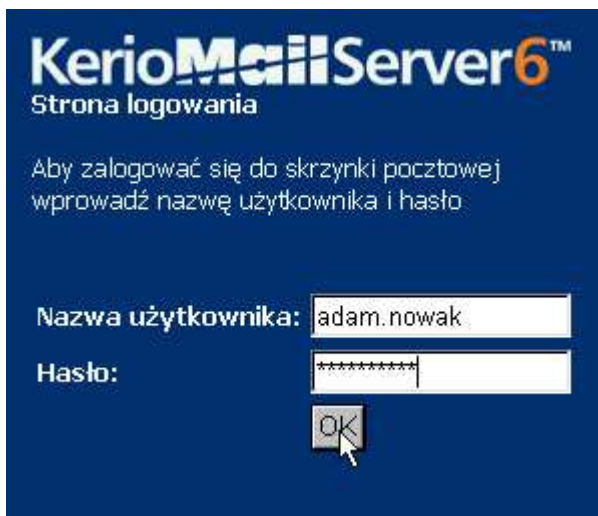 KerioMailServer6™
Strona logowania
Aby zalogować się do skrzynki pocztowej
wprowadź nazwę użytkownika i hasło
Nazwa użytkownika: adam.nowak
Hasło: **********
OK